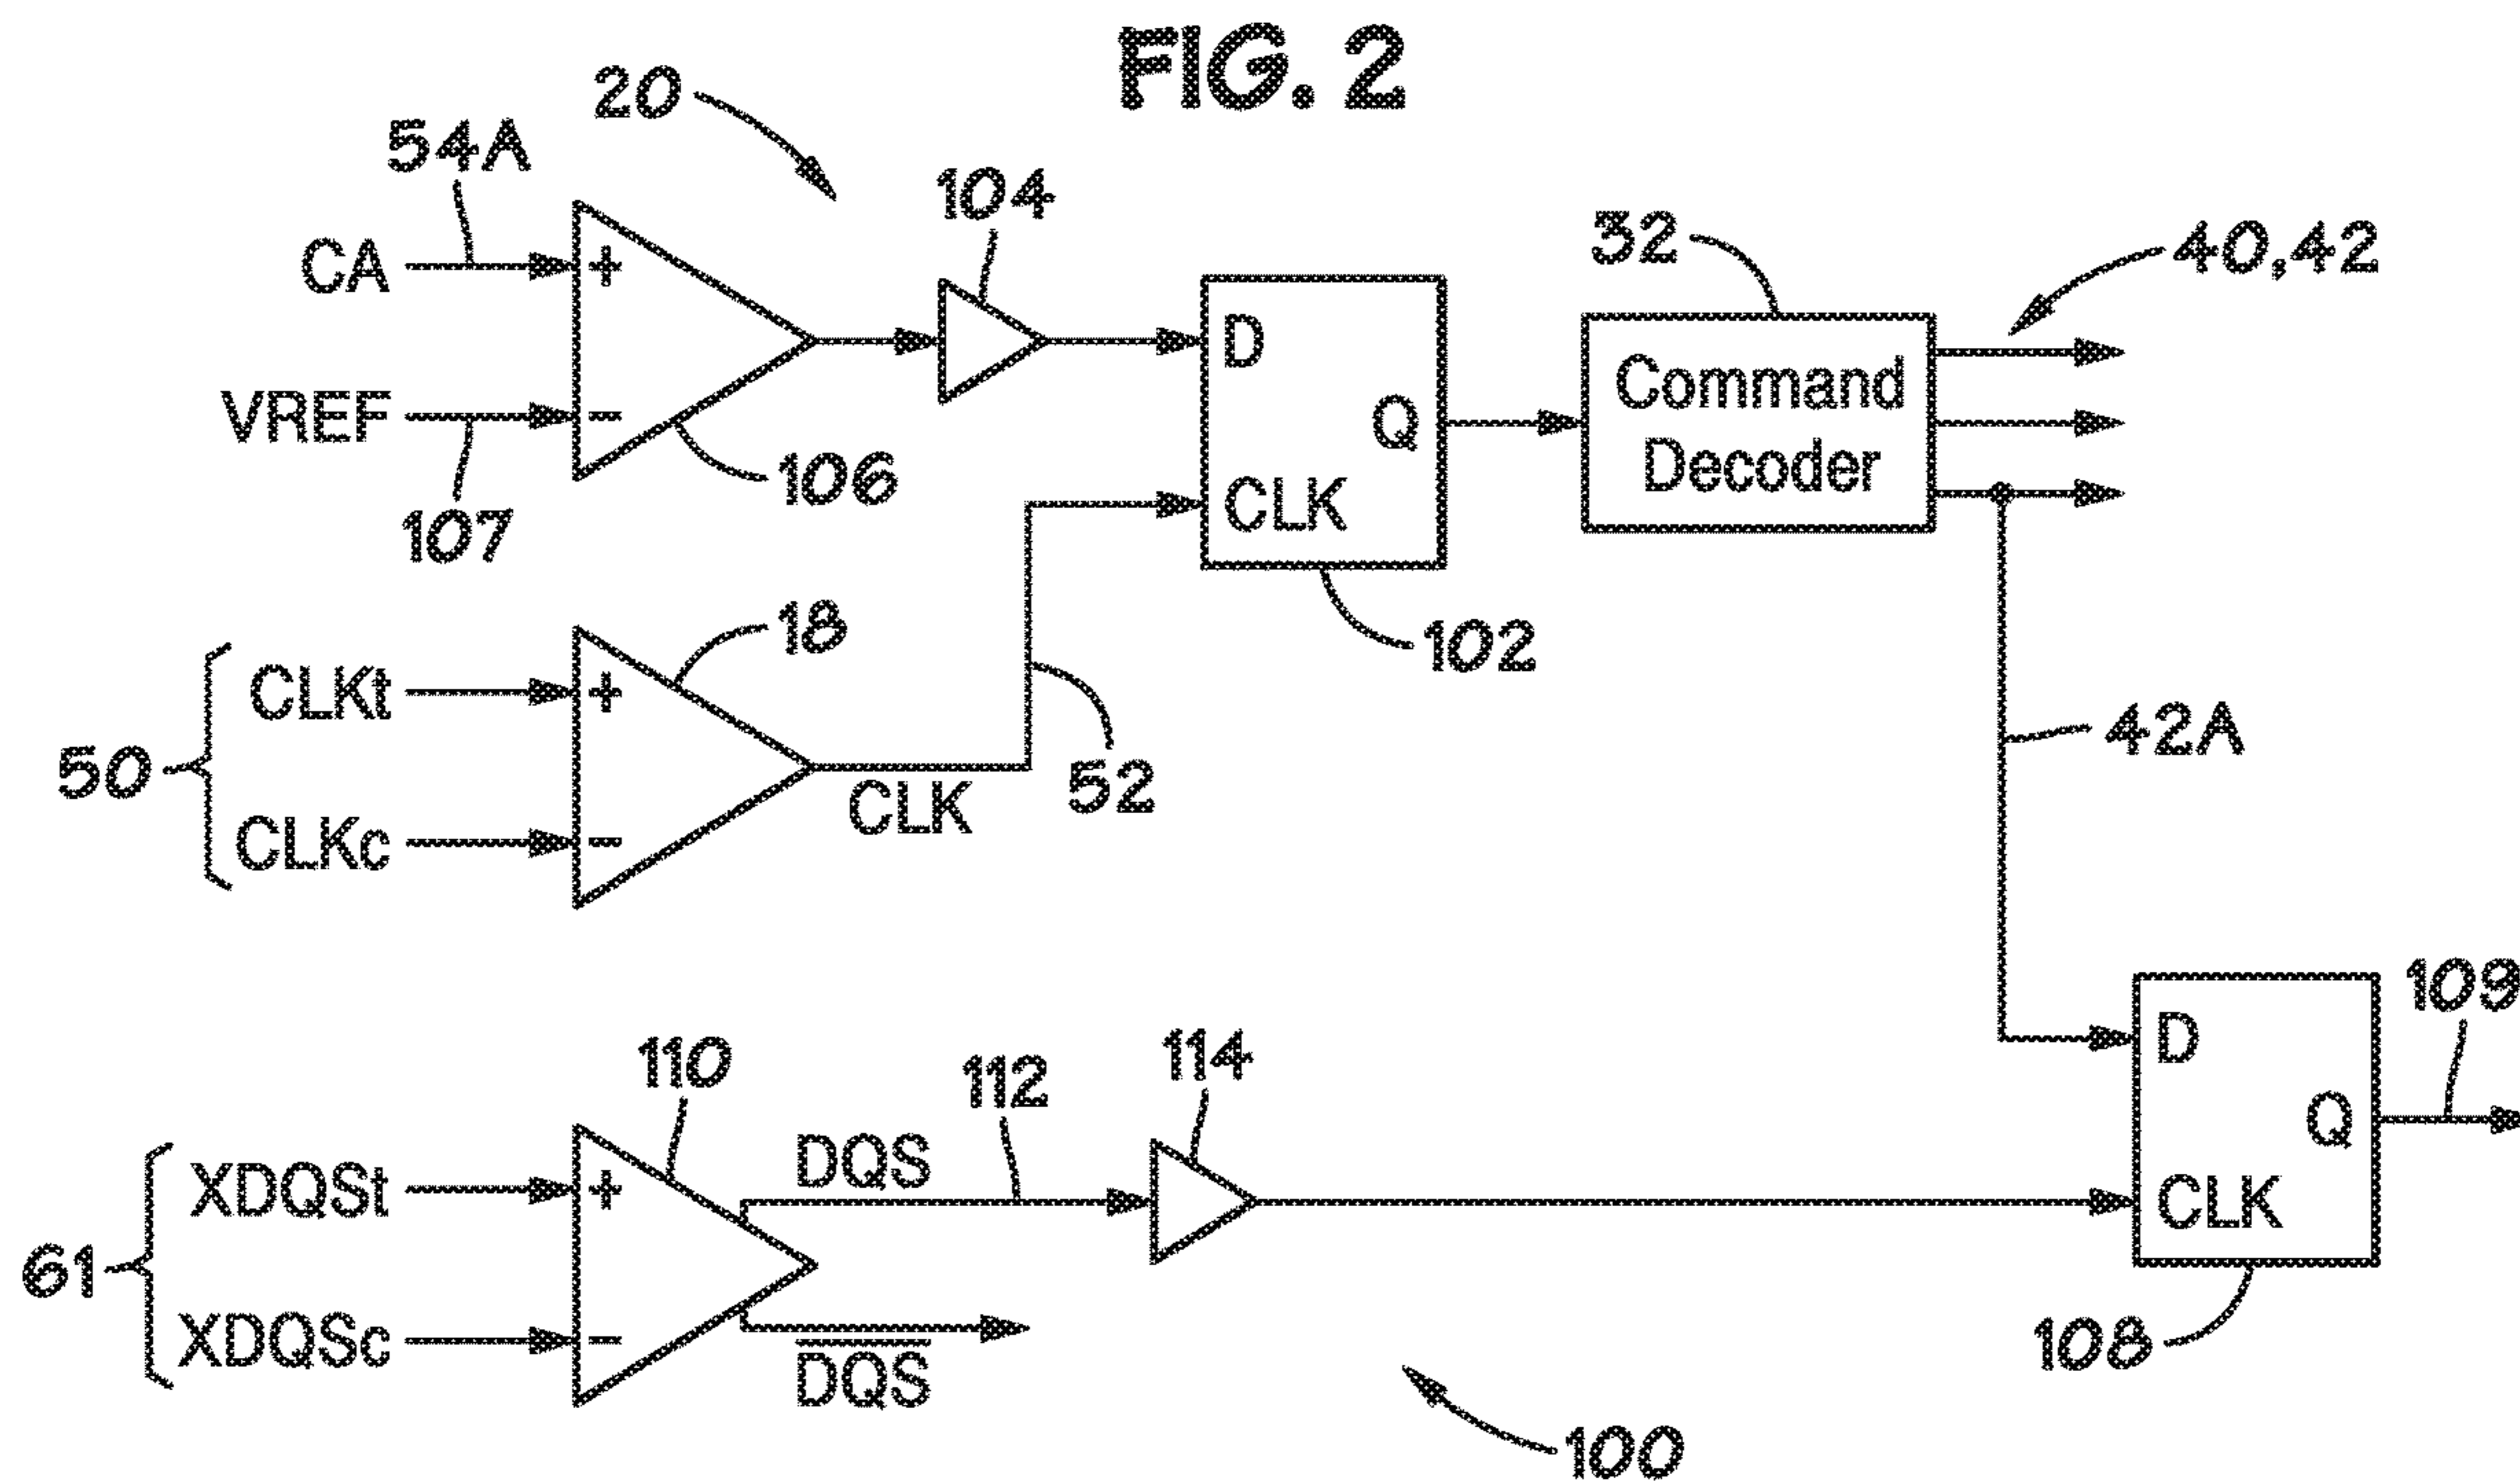 FIG. 2
20
54A
104
CA
+
32
40,42
D
Command
Decoder
VREF
-
Q
106
CLK
107
18
102
CLKt
+
50
42A
52
CLK
CLKc
-
109
110
112
114
D
DQS
Q
XDQSt
+
CLK
61
XDQSc
-
108
D̅Q̅S̅
100